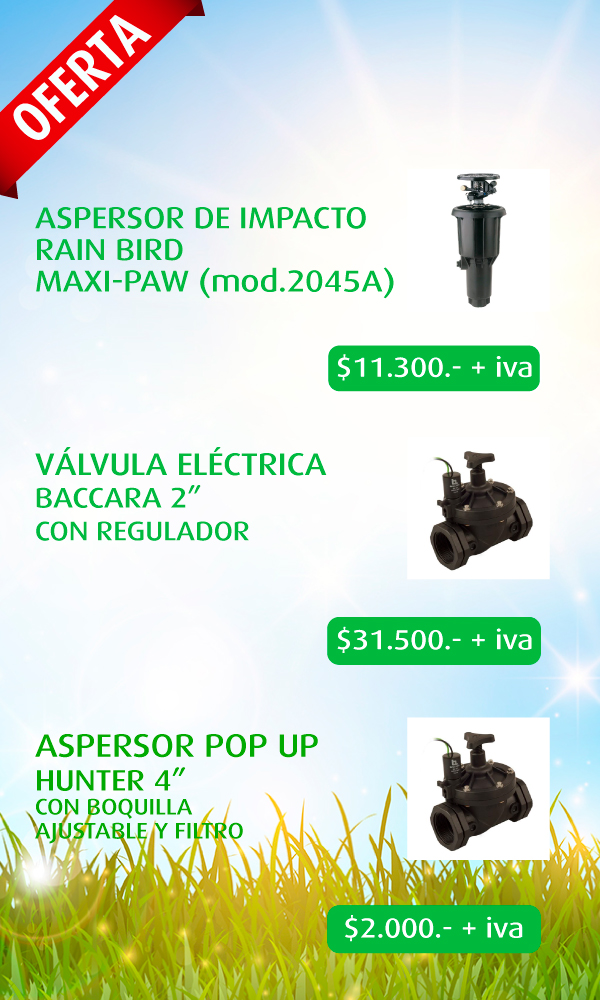 OFERTA
ASPERSOR DE IMPACTO
RAIN BIRD
MAXI-PAW (mod.2045A)
$11.300.- + iva
VÁLVULA ELÉCTRICA
BACCARA 2”
CON REGULADOR
$31.500.- + iva
ASPERSOR POP UP
HUNTER 4”
CON BOQUILLA
AJUSTABLE Y FILTRO
$2.000.- + iva